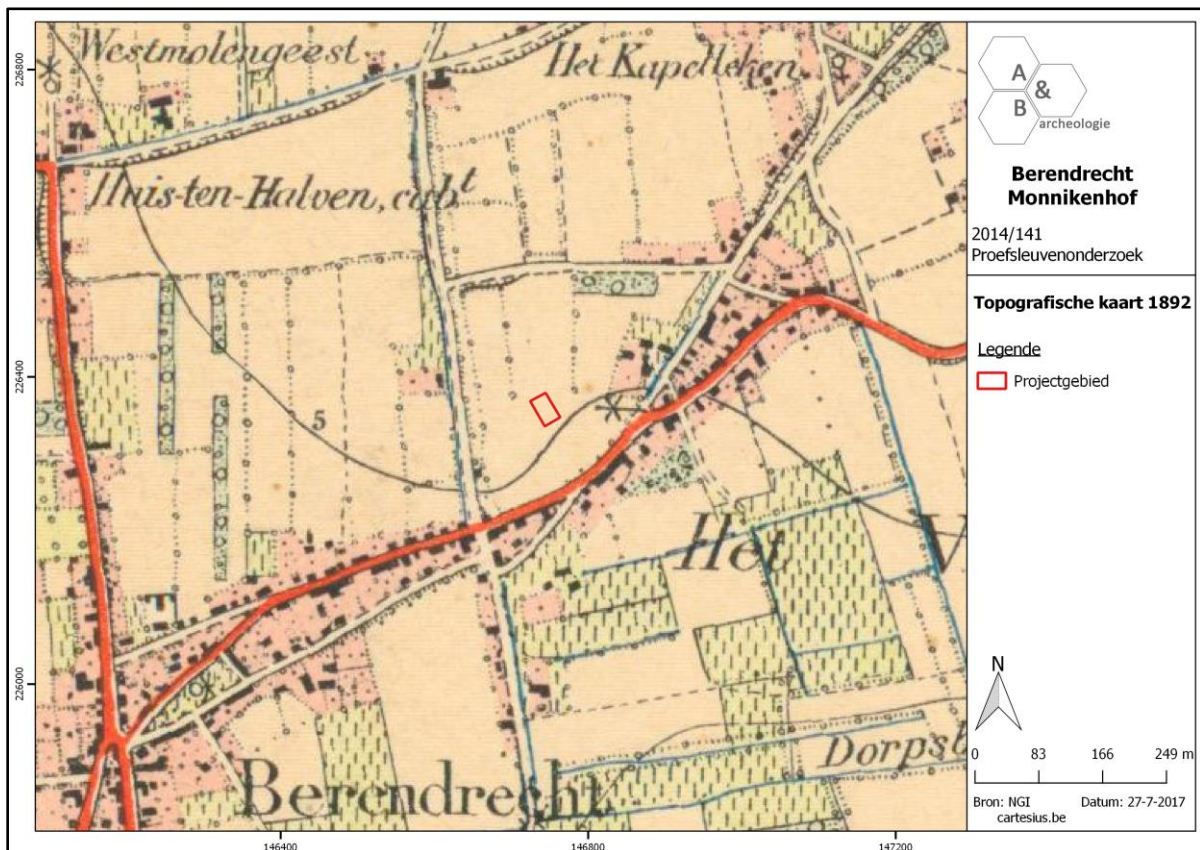 Westmolengeest
Het Kapelleken
Huis-ten-Halven, cabt
5
Het V
Dorpsb
Berendrecht
226800
226400
226000
146400
146800
147200
A
&
B
archeologie
Berendrecht
Monnikenhof
2014/141
Proefsleuvenonderzoek
Topografische kaart 1892
Legende
Projectgebied
N
0 83 166 249 m
Bron: NGI Datum: 27-7-2017
cartesius.be